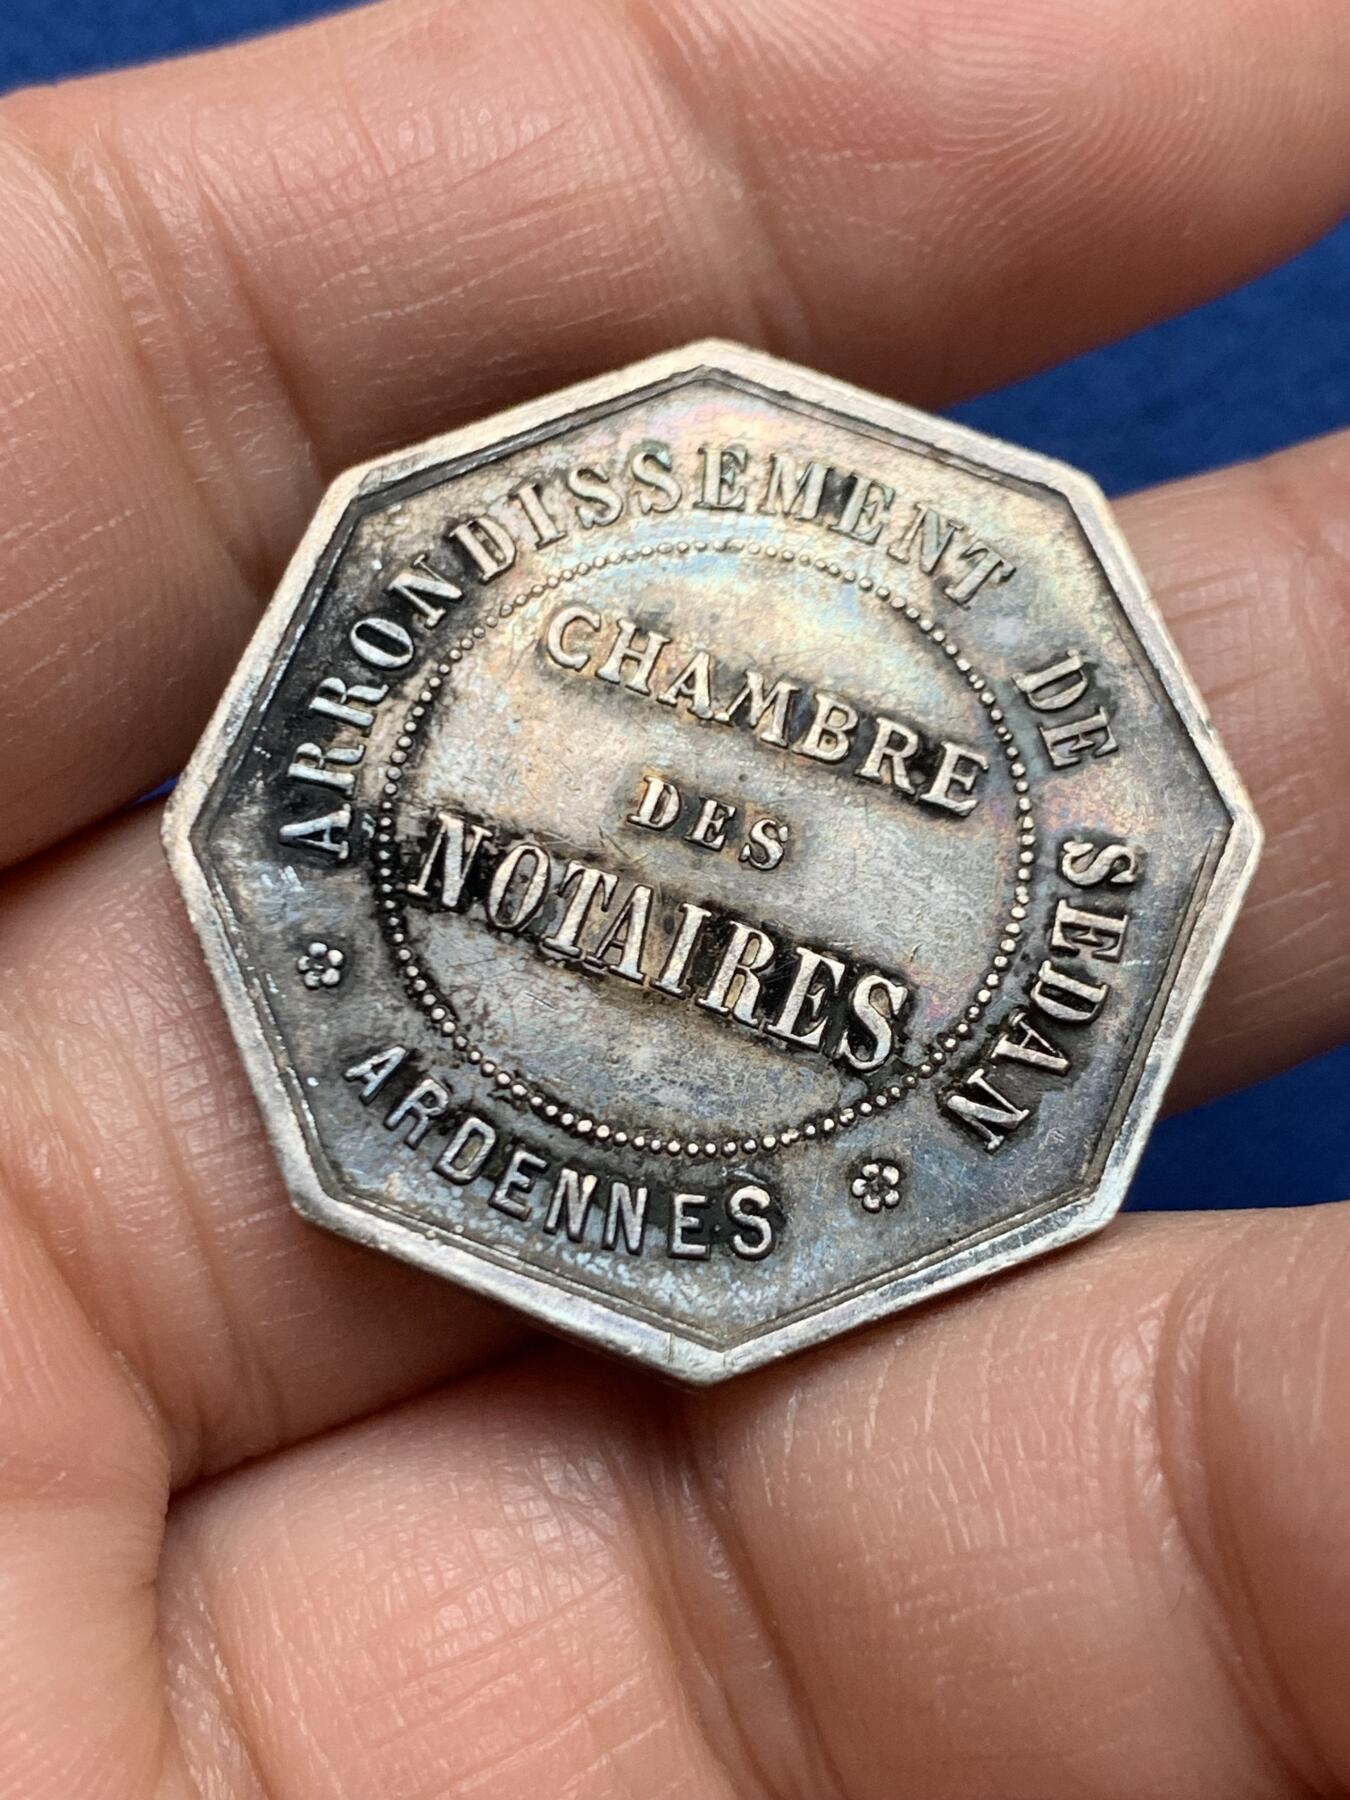 ARRONDISSEMENT DE SEDAN
CHAMBRE
DES
NOTAIRES
ARDENNES